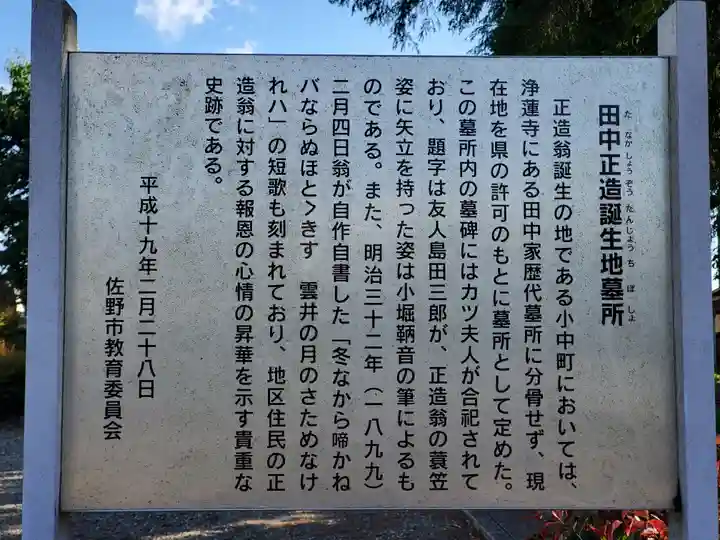 田中正造誕生地墓所
た なか しょう ぞう たん じょう ち ぼ しょ
正造翁誕生の地である小中町においては、
浄蓮寺にある田中家歴代墓所に分骨せず、現
在地を県の許可のもとに墓所として定めた。
この墓所内の墓碑にはカツ夫人が合祀されて
おり、題字は友人島田三郎が、正造翁の蓑笠
姿に矢立を持った姿は小堀鞆音の筆によるも
のである。また、明治三十二年（一八九九）
二月四日翁が自作自書した「冬なから啼かね
バならぬほとゝきす　雲井の月のさためなけ
れハ」の短歌も刻まれており、地区住民の正
造翁に対する報恩の心情の昇華を示す貴重な
史跡である。
平成十九年二月二十八日
佐野市教育委員会